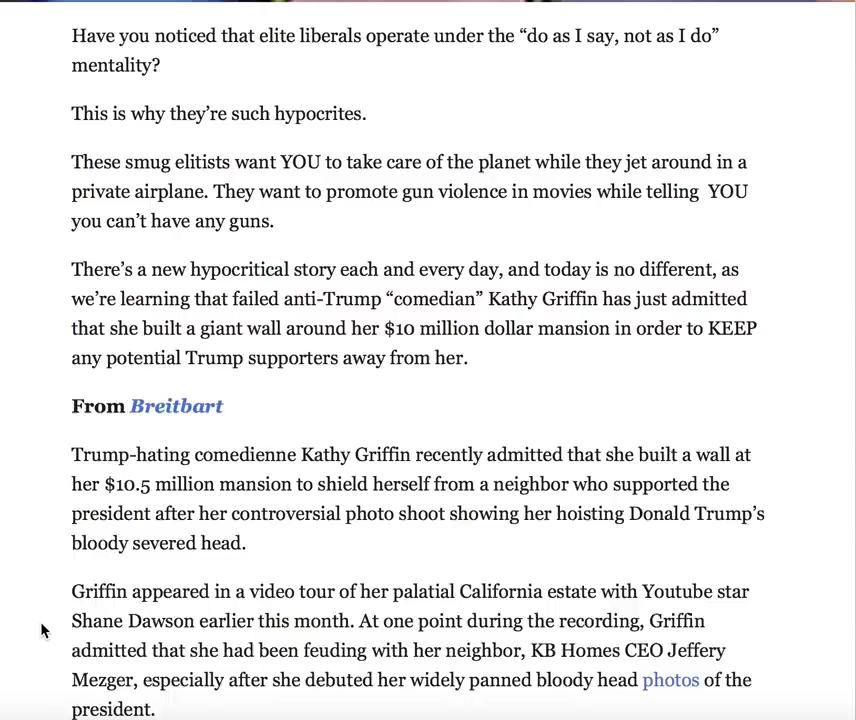 Have you noticed that elite liberals operate under the “do as I say, not as I do”
mentality?
This is why they’re such hypocrites.
These smug elitists want YOU to take care of the planet while they jet around in a
private airplane. They want to promote gun violence in movies while telling  YOU
you can’t have any guns.
There’s a new hypocritical story each and every day, and today is no different, as
we’re learning that failed anti-Trump “comedian” Kathy Griffin has just admitted
that she built a giant wall around her $10 million dollar mansion in order to KEEP
any potential Trump supporters away from her.
From Breitbart
Trump-hating comedienne Kathy Griffin recently admitted that she built a wall at
her $10.5 million mansion to shield herself from a neighbor who supported the
president after her controversial photo shoot showing her hoisting Donald Trump’s
bloody severed head.
Griffin appeared in a video tour of her palatial California estate with Youtube star
Shane Dawson earlier this month. At one point during the recording, Griffin
admitted that she had been feuding with her neighbor, KB Homes CEO Jeffery
Mezger, especially after she debuted her widely panned bloody head photos of the
president.